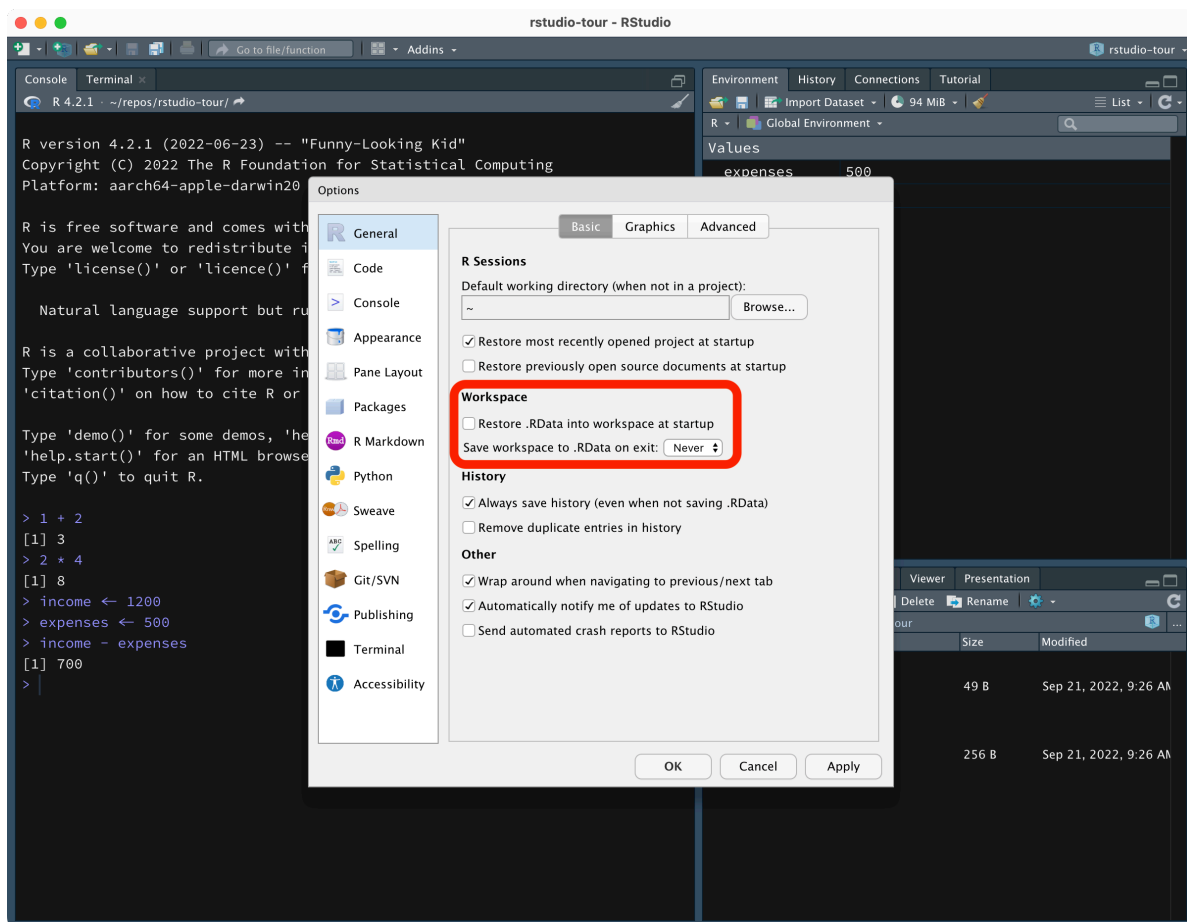 rstudio-tour - RStudio
Go to file/function
Addins
rstudio-tour
Console Terminal
R 4.2.1 · ~/repos/rstudio-tour/
R version 4.2.1 (2022-06-23) -- "Funny-Looking Kid"
Copyright (C) 2022 The R Foundation for Statistical Computing
Platform: aarch64-apple-darwin20
R is free software and comes with
You are welcome to redistribute
Type 'license()' or 'licence()'
Natural language support but
R is a collaborative project with
Type 'contributors()' for more
'citation()' on how to cite R or
Type 'demo()' for some demos,
'help.start()' for an HTML
Type 'q()' to quit R.
> 1 + 2
[1] 3
> 2 * 4
[1] 8
> income ← 1200
> expenses ← 500
> income - expenses
[1] 700
>
Environment History Connections Tutorial
Import Dataset 94 MiB List
R Global Environment
Values
expenses 500
Options
General
Code
Console
Appearance
Pane Layout
Packages
Rmd R Markdown
Python
Sweave
ABC Spelling
Git/SVN
Publishing
Terminal
Accessibility
Basic Graphics Advanced
R Sessions
Default working directory (when not in a project):
~ Browse...
Restore most recently opened project at startup
Restore previously open source documents at startup
Workspace
Restore .RData into workspace at startup
Save workspace to .RData on exit: Never
History
Always save history (even when not saving .RData)
Remove duplicate entries in history
Other
Wrap around when navigating to previous/next tab
Automatically notify me of updates to RStudio
Send automated crash reports to RStudio
OK Cancel Apply
Viewer Presentation
Delete Rename
our ...
Size Modified
49 B Sep 21, 2022, 9:26
256 B Sep 21, 2022, 9:26